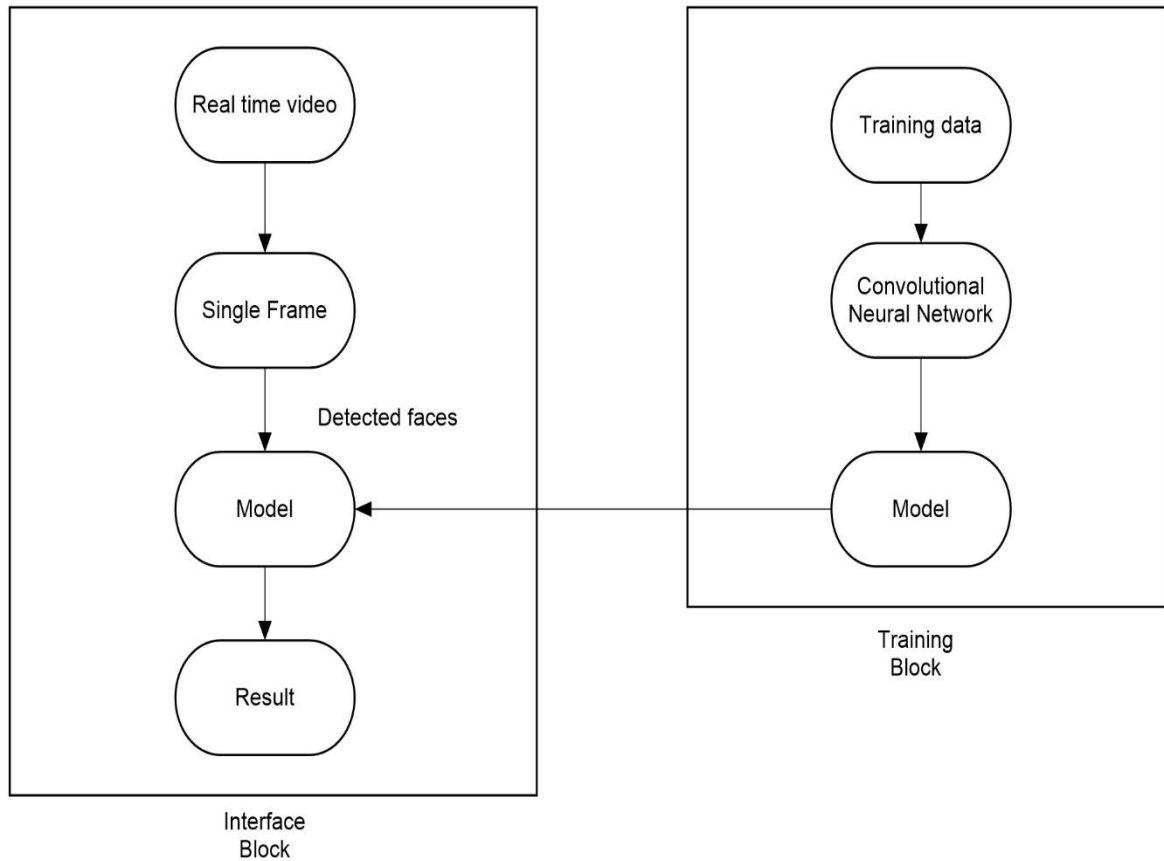 Real time video
Single Frame
Detected faces
Model
Result
Interface
Block
Training data
Convolutional
Neural Network
Model
Training
Block